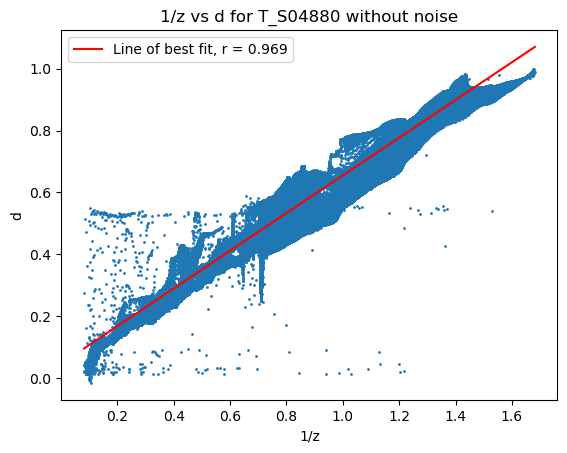 1/z vs d for T_S04880 without noise
Line of best fit, r = 0.969
1.0
0.8
0.6
0.4
0.2
0.0
d
0.2 0.4 0.6 0.8 1.0 1.2 1.4 1.6
1/z